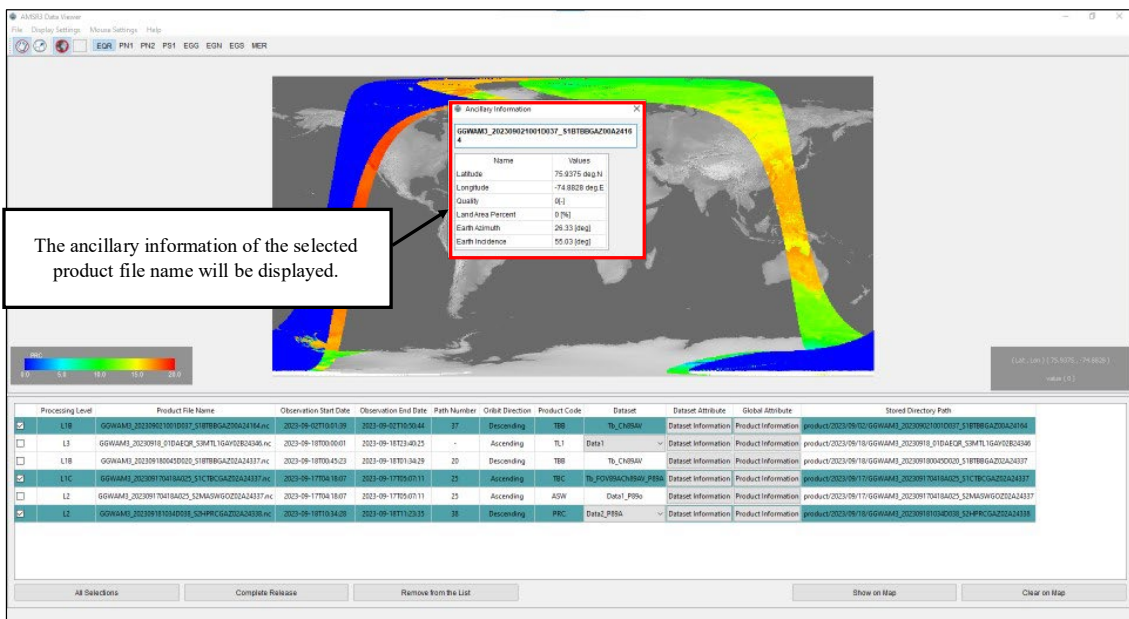 AMSR3 Data Viewer
File Display Settings Mouse Settings Help
EQR PN1 PN2 PS1 EGG EGN EGS MER
Ancillary Information
GGWAM3_202309021001D037_S1BTBBGAZ00A2416
4
Name Values
Latitude 75.9375 deg.N
Longitude -74.8828 deg.E
Quality 0[-]
Land Area Percent 0 [%]
Earth Azimuth 26.33 [deg]
Earth Incidence 55.03 [deg]
The ancillary information of the selected
product file name will be displayed.
PRC
0.0 5.0 10.0 15.0 20.0
(Lat , Lon ) ( 75.9375 , -74.8828 )
value ( 0 )
Processing Level Product File Name Observation Start Date Observation End Date Path Number Oribit Direction Product Code Dataset Dataset Attribute Global Attribute Stored Directory Path
L1B GGWAM3_202309021001D037_S1BTBBGAZ00A24164.nc 2023-09-02T10:01:39 2023-09-02T10:50:44 37 Descending TBB Tb_Ch89AV Dataset Information Product Information product/2023/09/02/GGWAM3_202309021001D037_S1BTBBGAZ00A24164
L3 GGWAM3_20230918_01DAEQR_S3MTL1GAY02B24346.nc 2023-09-18T00:00:01 2023-09-18T23:40:25 - Ascending TL1 Data1 Dataset Information Product Information product/2023/09/18/GGWAM3_20230918_01DAEQR_S3MTL1GAY02B24346
L1B GGWAM3_202309180045D020_S1BTBBGAZ02A24337.nc 2023-09-18T00:45:23 2023-09-18T01:34:29 20 Descending TBB Tb_Ch89AV Dataset Information Product Information product/2023/09/18/GGWAM3_202309180045D020_S1BTBBGAZ02A24337
L1C GGWAM3_202309170418A025_S1CTBCGAZ02A24337.nc 2023-09-17T04:18:07 2023-09-17T05:07:11 25 Ascending TBC Tb_FOV89ACh89AV_P89A Dataset Information Product Information product/2023/09/17/GGWAM3_202309170418A025_S1CTBCGAZ02A24337
L2 GGWAM3_202309170418A025_S2MASWGOZ02A24337.nc 2023-09-17T04:18:07 2023-09-17T05:07:11 25 Ascending ASW Data1_P89o Dataset Information Product Information product/2023/09/17/GGWAM3_202309170418A025_S2MASWGOZ02A24337
L2 GGWAM3_202309181034D038_S2HPRCGAZ02A24338.nc 2023-09-18T10:34:28 2023-09-18T11:23:35 38 Descending PRC Data2_P89A Dataset Information Product Information product/2023/09/18/GGWAM3_202309181034D038_S2HPRCGAZ02A24338
All Selections Complete Release Remove from the List Show on Map Clear on Map